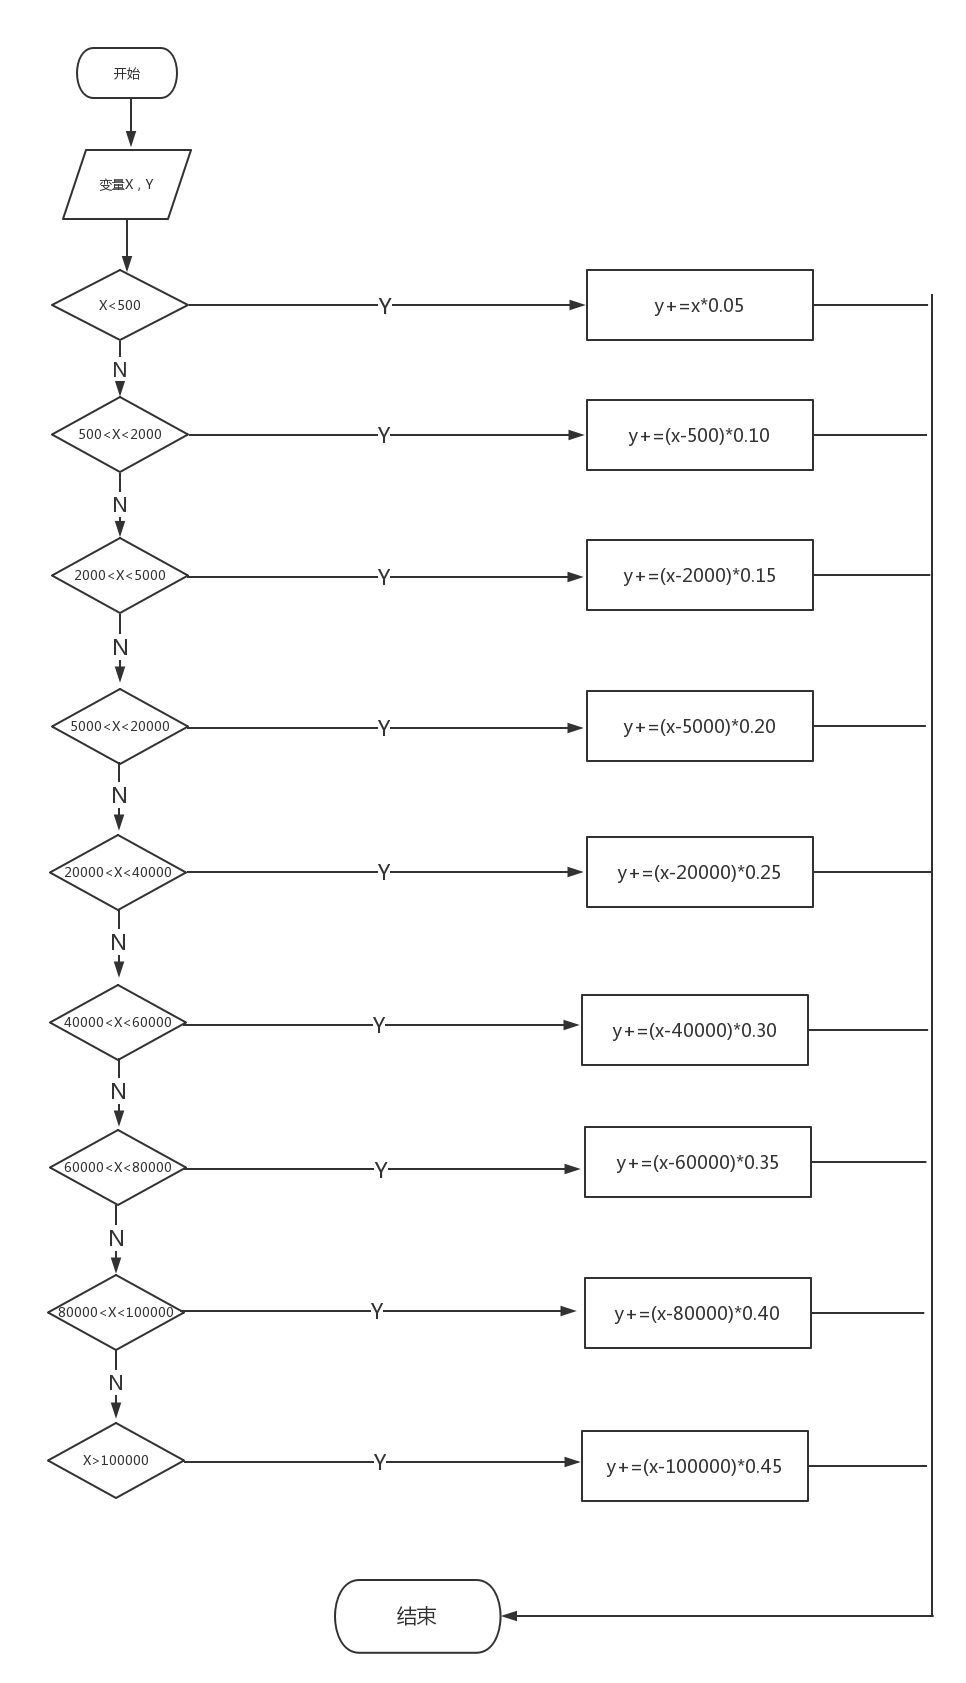 开始
变量X，Y
X<500
Y
y+=x*0.05
N
500<X<2000
Y
y+=(x-500)*0.10
N
2000<X<5000
Y
y+=(x-2000)*0.15
N
5000<X<20000
Y
y+=(x-5000)*0.20
N
20000<X<40000
Y
y+=(x-20000)*0.25
N
40000<X<60000
Y
y+=(x-40000)*0.30
N
60000<X<80000
Y
y+=(x-60000)*0.35
N
80000<X<100000
Y
y+=(x-80000)*0.40
N
X>100000
Y
y+=(x-100000)*0.45
结束